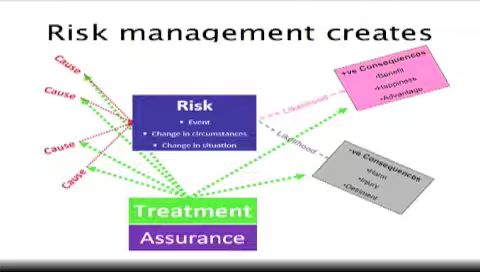 Risk management creates
Cause
Cause
Cause
Cause
Risk
• Event
• Change in circumstances
• Change in situation
Likelihood
Likelihood
+ve Consequences
•Benefit
•Happiness
•Advantage
-ve Consequences
•Harm
•Injury
•Detriment
Treatment
Assurance